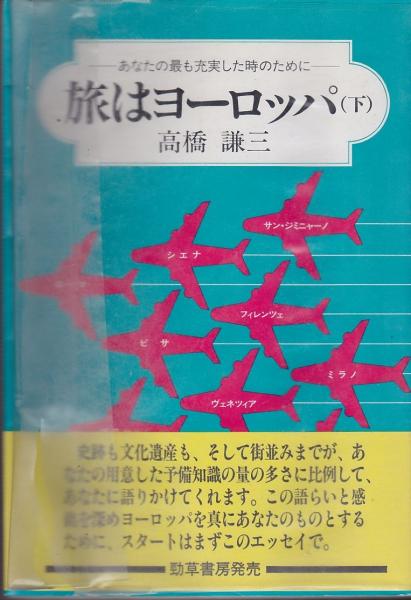 あなたの最も充実した時のために
旅はヨーロッパ(下)
高橋 謙三
サン・ジミニャーノ
シエナ
フィレンツェ
ピサ
ミラノ
ヴェネツィア
史跡も文化遺産も、そして街並みまでが、あ
なたの用意した予備知識の量の多さに比例して、
あなたに語りかけてくれます。この語らいと感
を深めヨーロッパを真にあなたのものとする
ために、スタートはまずこのエッセイで。
勁草書房発売